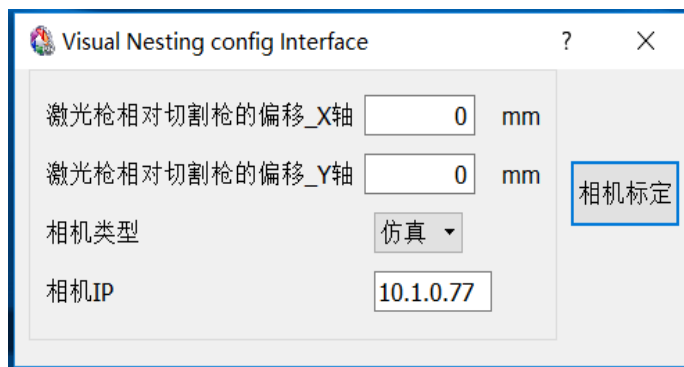 Visual Nesting config Interface ?
激光枪相对切割枪的偏移_X轴 0 mm
激光枪相对切割枪的偏移_Y轴 0 mm
相机标定
相机类型 仿真
相机IP 10.1.0.77